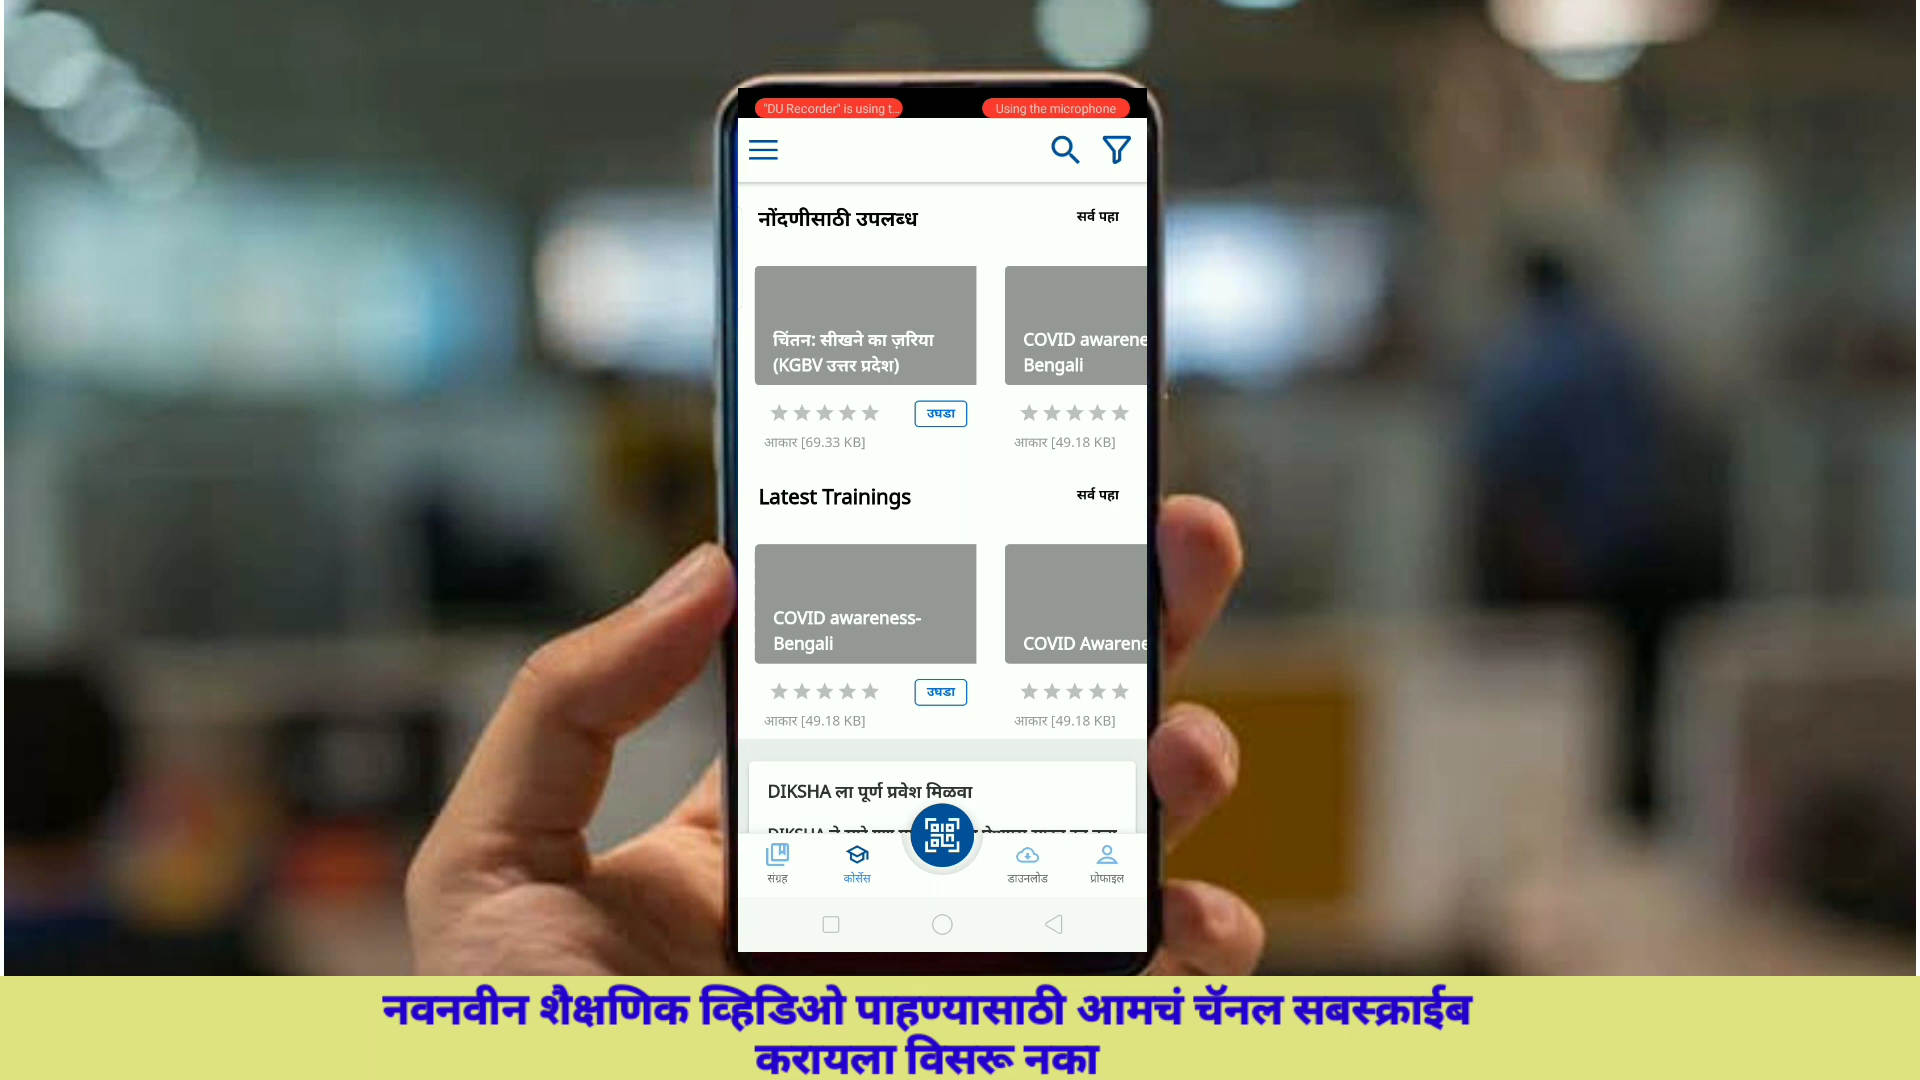 "DU Recorder" is using t...
Using the microphone
नोंदणीसाठी उपलब्ध
सर्व पहा
चिंतन: सीखने का ज़रिया
(KGBV उत्तर प्रदेश)
COVID awarene
Bengali
उघडा
आकार [69.33 KB]
आकार [49.18 KB]
Latest Trainings
सर्व पहा
COVID awareness-
Bengali
COVID Awarene
उघडा
आकार [49.18 KB]
आकार [49.18 KB]
DIKSHA ला पूर्ण प्रवेश मिळवा
संग्रह
कोर्सेस
डाउनलोड
प्रोफाइल
नवनवीन शैक्षणिक व्हिडिओ पाहण्यासाठी आमचं चॅनल सबस्क्राईब
करायला विसरू नका